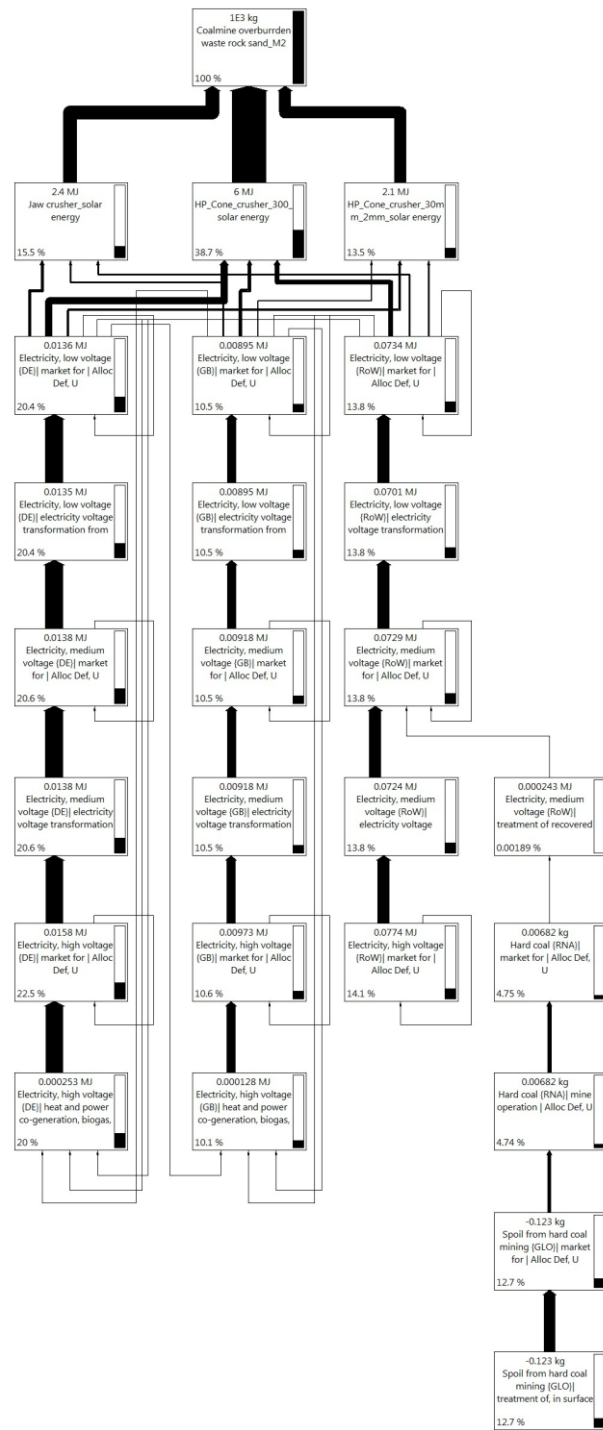 1E3 kg
Coalmine overburrden
waste rock sand_M2
100 %
2.4 MJ
Jaw crusher_solar
energy
15.5 %
6 MJ
HP_Cone_crusher_300_
solar energy
38.7 %
2.1 MJ
HP_Cone_crusher_30m
m_2mm_solar energy
13.5 %
0.0136 MJ
Electricity, low voltage
{DE}| market for | Alloc
Def, U
20.4 %
0.00895 MJ
Electricity, low voltage
{GB}| market for | Alloc
Def, U
10.5 %
0.0734 MJ
Electricity, low voltage
{RoW}| market for |
Alloc Def, U
13.8 %
0.0135 MJ
Electricity, low voltage
{DE}| electricity voltage
transformation from
20.4 %
0.00895 MJ
Electricity, low voltage
{GB}| electricity voltage
transformation from
10.5 %
0.0701 MJ
Electricity, low voltage
{RoW}| electricity
voltage transformation
13.8 %
0.0138 MJ
Electricity, medium
voltage {DE}| market
for | Alloc Def, U
20.6 %
0.00918 MJ
Electricity, medium
voltage {GB}| market
for | Alloc Def, U
10.5 %
0.0729 MJ
Electricity, medium
voltage {RoW}| market
for | Alloc Def, U
13.8 %
0.0138 MJ
Electricity, medium
voltage {DE}| electricity
voltage transformation
20.6 %
0.00918 MJ
Electricity, medium
voltage {GB}| electricity
voltage transformation
10.5 %
0.0724 MJ
Electricity, medium
voltage {RoW}|
electricity voltage
13.8 %
0.000243 MJ
Electricity, medium
voltage {RoW}|
treatment of recovered
0.00189 %
0.0158 MJ
Electricity, high voltage
{DE}| market for | Alloc
Def, U
22.5 %
0.00973 MJ
Electricity, high voltage
{GB}| market for | Alloc
Def, U
10.6 %
0.0774 MJ
Electricity, high voltage
{RoW}| market for |
Alloc Def, U
14.1 %
0.00682 kg
Hard coal {RNA}|
market for | Alloc Def,
U
4.75 %
0.000253 MJ
Electricity, high voltage
{DE}| heat and power
co-generation, biogas,
20 %
0.000128 MJ
Electricity, high voltage
{GB}| heat and power
co-generation, biogas,
10.1 %
0.00682 kg
Hard coal {RNA}| mine
operation | Alloc Def, U
4.74 %
-0.123 kg
Spoil from hard coal
mining {GLO}| market
for | Alloc Def, U
12.7 %
-0.123 kg
Spoil from hard coal
mining {GLO}|
treatment of, in surface
12.7 %